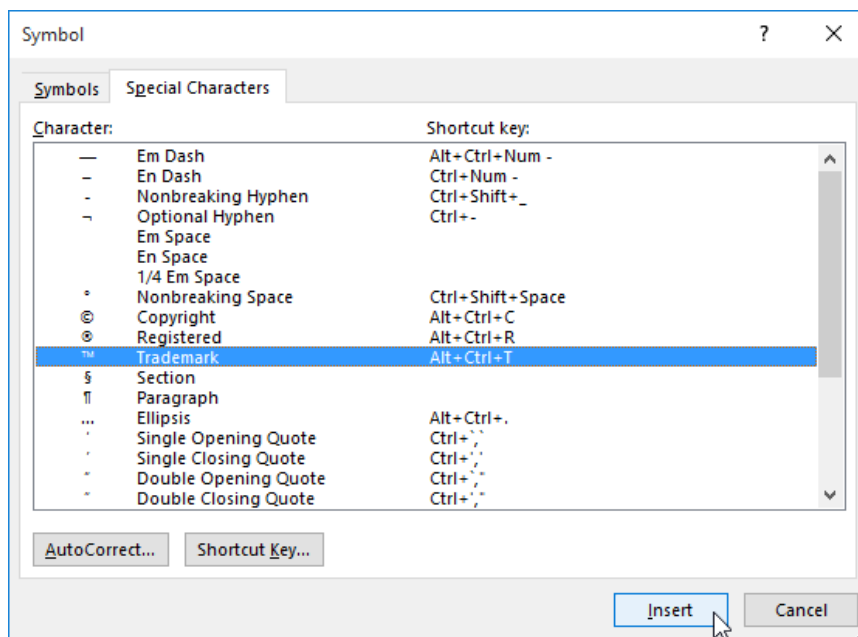 Symbol ?
Symbols Special Characters
Character: Shortcut key:
— Em Dash Alt+Ctrl+Num -
– En Dash Ctrl+Num -
- Nonbreaking Hyphen Ctrl+Shift+_
¬ Optional Hyphen Ctrl+-
Em Space
En Space
1/4 Em Space
° Nonbreaking Space Ctrl+Shift+Space
© Copyright Alt+Ctrl+C
® Registered Alt+Ctrl+R
™ Trademark Alt+Ctrl+T
§ Section
¶ Paragraph
... Ellipsis Alt+Ctrl+.
‘ Single Opening Quote Ctrl+`,`
’ Single Closing Quote Ctrl+','
“ Double Opening Quote Ctrl+`,"
” Double Closing Quote Ctrl+',"
AutoCorrect... Shortcut Key...
Insert Cancel